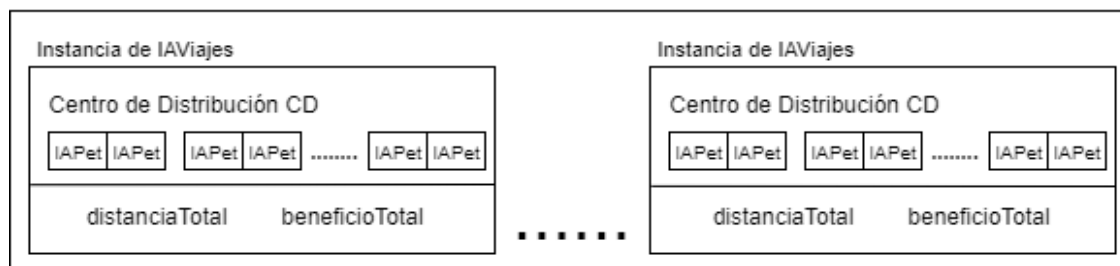 Instancia de IAViajes
Centro de Distribución CD
IAPet IAPet IAPet IAPet ........ IAPet IAPet
distanciaTotal beneficioTotal
......
Instancia de IAViajes
Centro de Distribución CD
IAPet IAPet IAPet IAPet ........ IAPet IAPet
distanciaTotal beneficioTotal